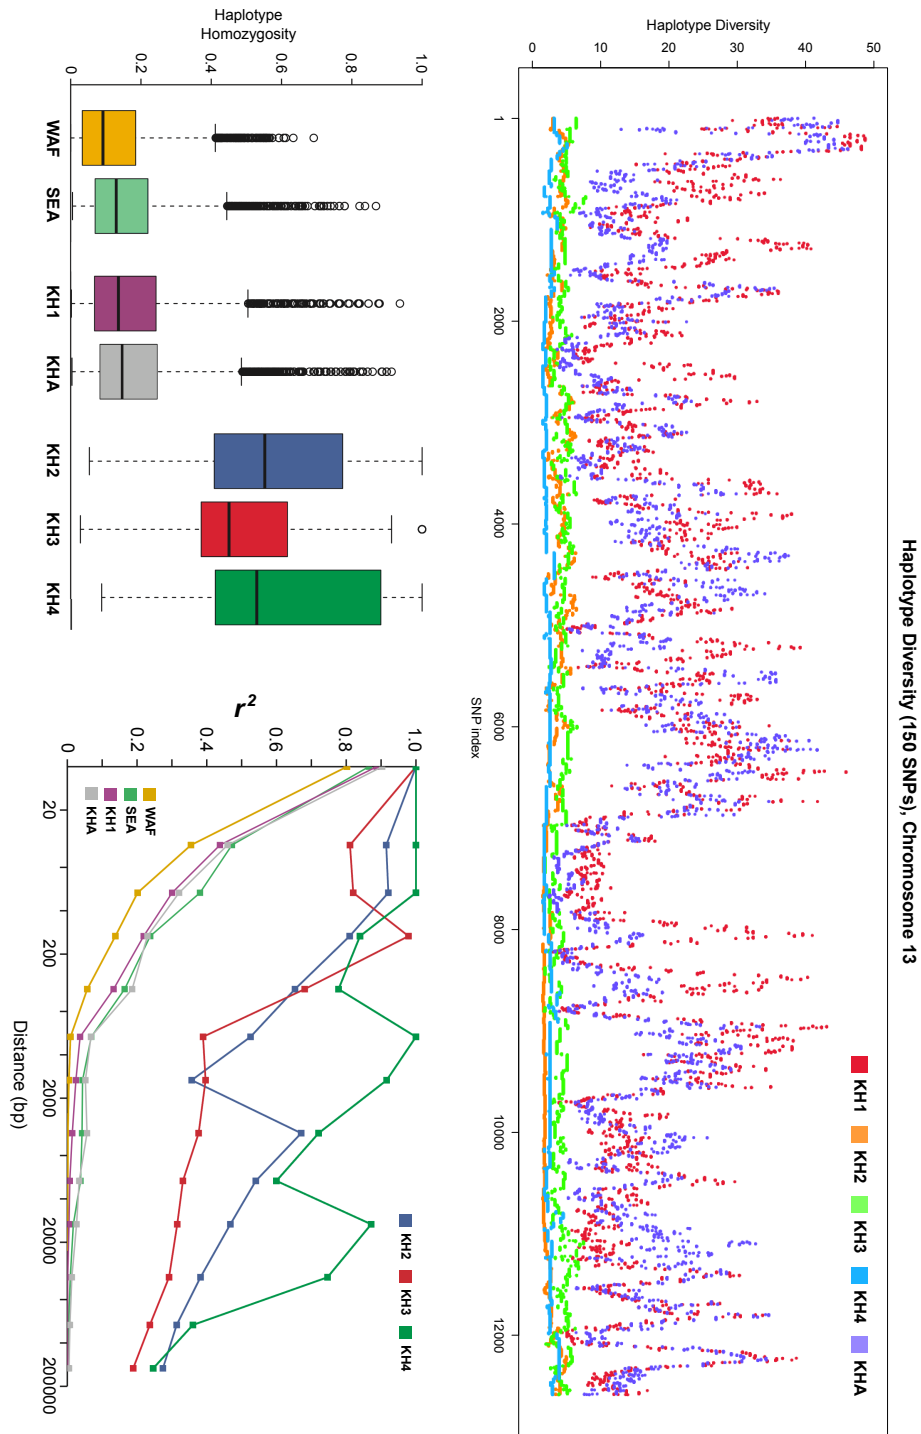 Haplotype Diversity (150 SNPs), Chromosome 13
Haplotype Diversity
0
10
20
30
40
50
1
2000
4000
6000
8000
10000
12000
SNP index
KH1
KH2
KH3
KH4
KHA
Haplotype
Homozygosity
0
0.2
0.4
0.6
0.8
1.0
WAF
SEA
KH1
KHA
KH2
KH3
KH4
r²
0
0.2
0.4
0.6
0.8
1.0
20
200
2000
20000
200000
Distance (bp)
WAF
SEA
KH1
KHA
KH2
KH3
KH4